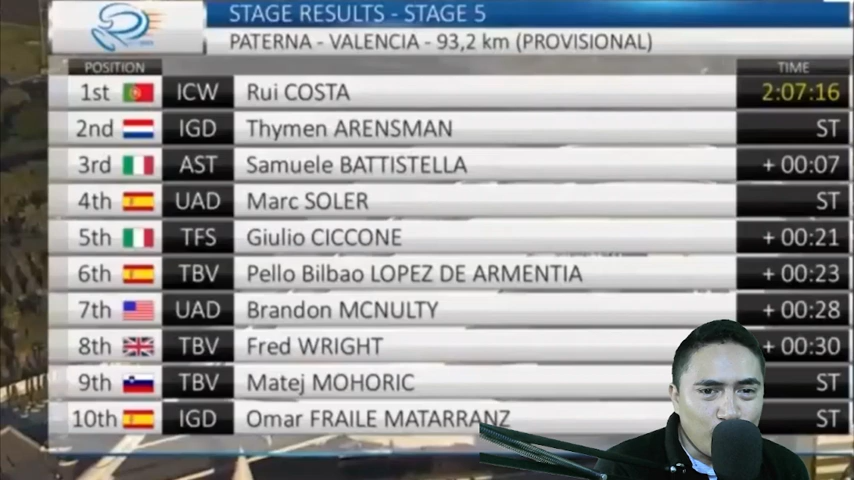 STAGE RESULTS - STAGE 5
PATERNA - VALENCIA - 93,2 km (PROVISIONAL)
POSITION TIME
1st ICW Rui COSTA 2:07:16
2nd IGD Thymen ARENSMAN ST
3rd AST Samuele BATTISTELLA + 00:07
4th UAD Marc SOLER ST
5th TFS Giulio CICCONE + 00:21
6th TBV Pello Bilbao LOPEZ DE ARMENTIA + 00:23
7th UAD Brandon MCNULTY + 00:28
8th TBV Fred WRIGHT + 00:30
9th TBV Matej MOHORIC ST
10th IGD Omar FRAILE MATARRANZ ST